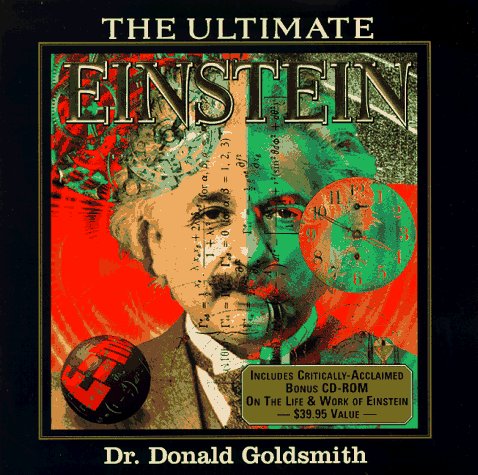 THE ULTIMATE
EINSTEIN
INCLUDES CRITICALLY-ACCLAIMED
BONUS CD-ROM
ON THE LIFE & WORK OF EINSTEIN
— $39.95 VALUE —
Dr. Donald Goldsmith